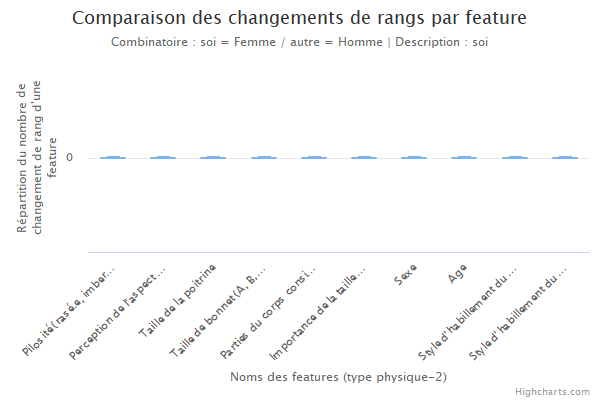 Comparaison des changements de rangs par feature
Combinatoire : soi = Femme / autre = Homme | Description : soi
Répartition du nombre de
changement de rang d'une
feature
0
Pilosité(rasée, imber…
Perception de l'aspect…
Taille de la poitrine
Taille de bonnet(A, B,…
Parties du corps consi…
Importance de la taille…
Sexe
Age
Style d'habillement du …
Style d'habillement du …
Noms des features (type physique-2)
Highcharts.com